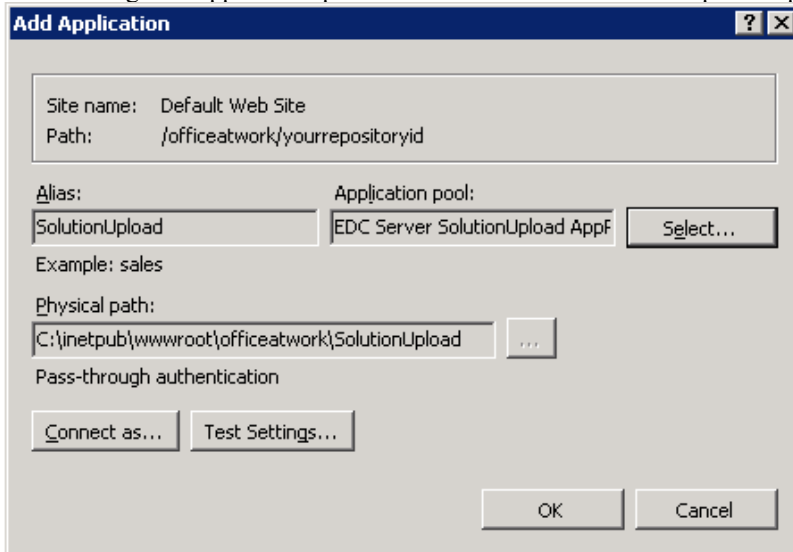 Add Application
Site name: Default Web Site
Path: /officeatwork/yourrepositoryid
Alias: Application pool:
SolutionUpload EDC Server SolutionUpload AppP Select...
Example: sales
Physical path:
C:\inetpub\wwwroot\officeatwork\SolutionUpload ...
Pass-through authentication
Connect as... Test Settings...
OK Cancel